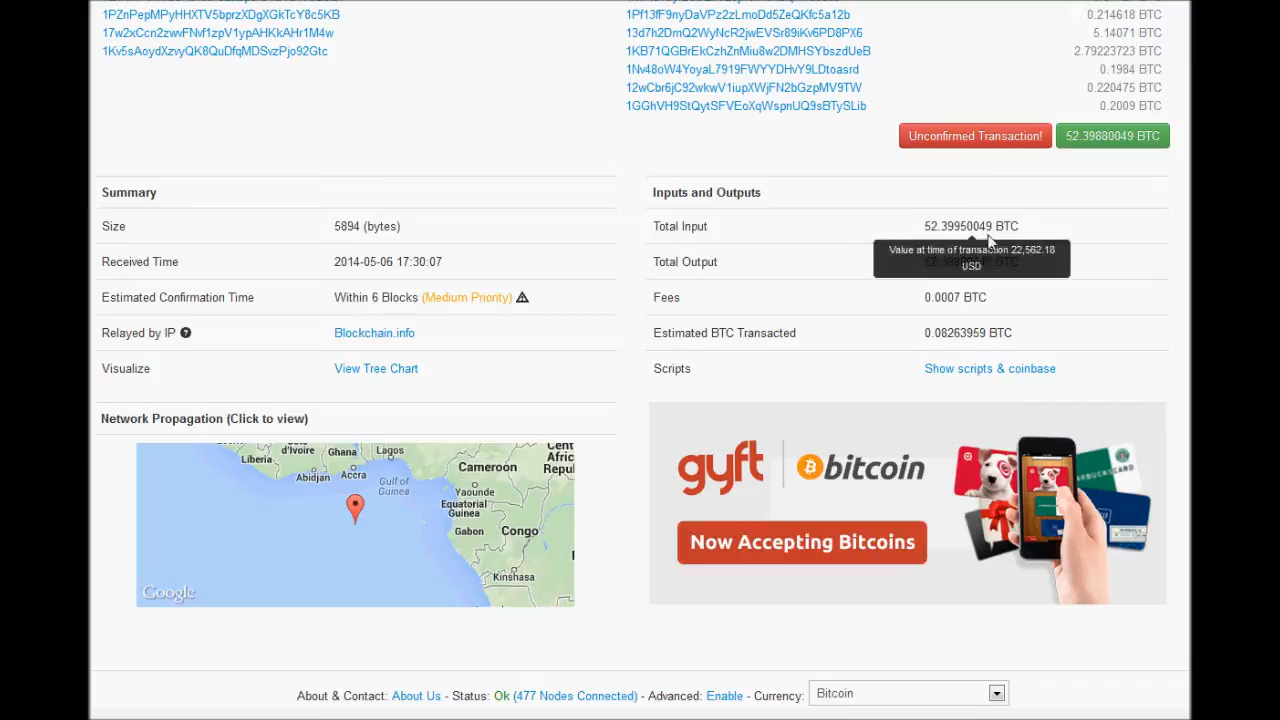 1PZnPepMPyHHXTV5bprzXDgXGkTcY8c5KB
17w2xCcn2zwvFNvf1zpV1ypAHKkAHr1M4w
1Kv5sAoydXzvyQK8QuDfqMDSvzPjo92Gtc
1Pf13fF9nyDaVPz2zLmoDd5ZeQKfc5a12b 0.214618 BTC
13d7h2DmQ2WyNcR2jwEVSr89iKv6PD8PX6 5.14071 BTC
1KB71QGBrEkCzhZnMiu8w2DMHSYbszdUeB 2.79223723 BTC
1Nv48oW4YoyaL7919FWYYDHvY9LDtoasrd 0.1984 BTC
12wCbr6jC92wkwV1iupXWjFN2bGzpMV9TW 0.220475 BTC
1GGhVH9StQytSFVEoXqWspnUQ9sBTySLib 0.2009 BTC
Unconfirmed Transaction! 52.39880049 BTC
Summary
Size 5894 (bytes)
Received Time 2014-05-06 17:30:07
Estimated Confirmation Time Within 6 Blocks (Medium Priority)
Relayed by IP Blockchain.info
Visualize View Tree Chart
Inputs and Outputs
Total Input 52.39950049 BTC
Value at time of transaction 22,562.18
USD
Total Output
Fees 0.0007 BTC
Estimated BTC Transacted 0.08263959 BTC
Scripts Show scripts & coinbase
Network Propagation (Click to view)
d'Ivoire
Ghana
Lagos
Liberia
Abidjan
Accra
Gulf of
Guinea
Cameroon
Yaounde
Equatorial
Guinea
Gabon
Congo
Kinshasa
Google
gyft bitcoin
Now Accepting Bitcoins
About & Contact: About Us - Status: Ok (477 Nodes Connected) - Advanced: Enable - Currency: Bitcoin